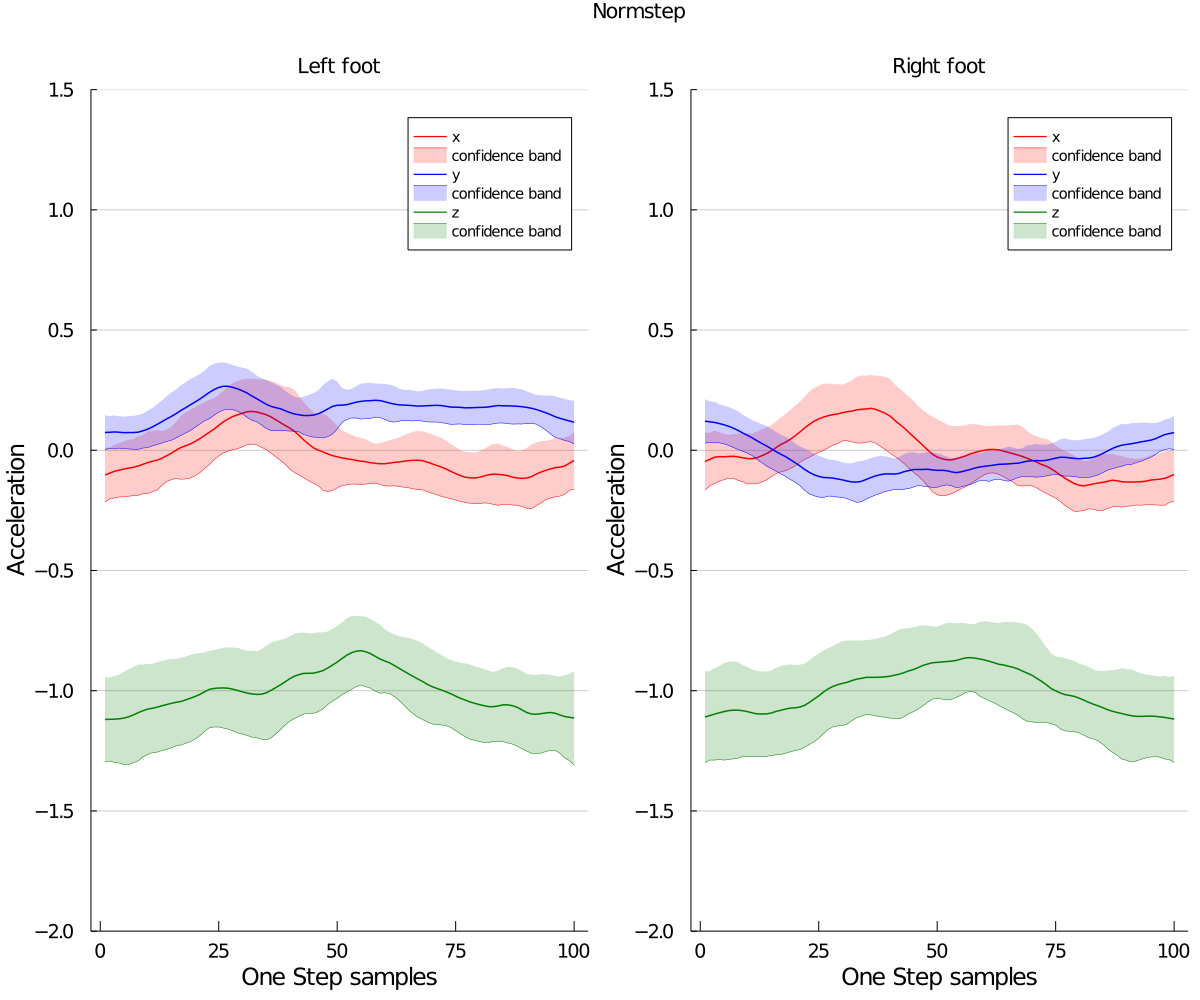 Normstep
Left foot
1.5
1.0
0.5
0.0
−0.5
−1.0
−1.5
−2.0
Acceleration
x
confidence band
y
confidence band
z
confidence band
0 25 50 75 100
One Step samples
Right foot
1.5
1.0
0.5
0.0
−0.5
−1.0
−1.5
−2.0
Acceleration
x
confidence band
y
confidence band
z
confidence band
0 25 50 75 100
One Step samples